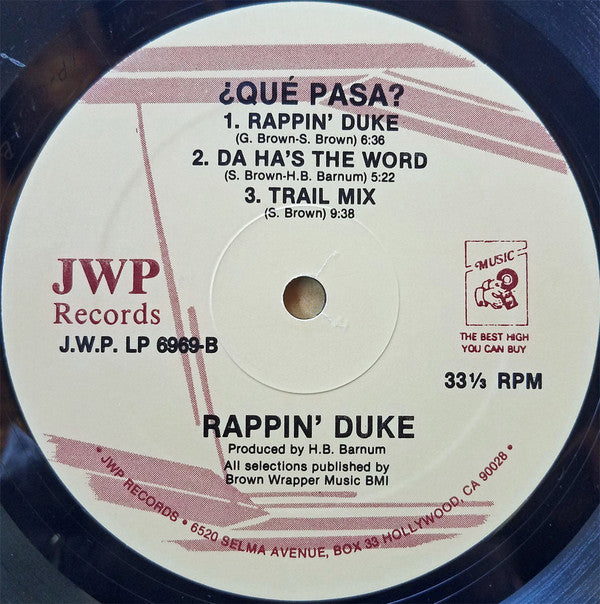 ¿QUÉ PASA?
1. RAPPIN' DUKE
(G. Brown-S. Brown) 6:36
2. DA HA'S THE WORD
(S. Brown-H.B. Barnum) 5:22
3. TRAIL MIX
(S. Brown) 9:38
JWP
Records
J.W.P. LP 6969-B
MUSIC
THE BEST HIGH
YOU CAN BUY
33⅓ RPM
RAPPIN' DUKE
Produced by H.B. Barnum
All selections published by
Brown Wrapper Music BMI
• JWP RECORDS • 6520 SELMA AVENUE, BOX 33 HOLLYWOOD, CA 90028 •